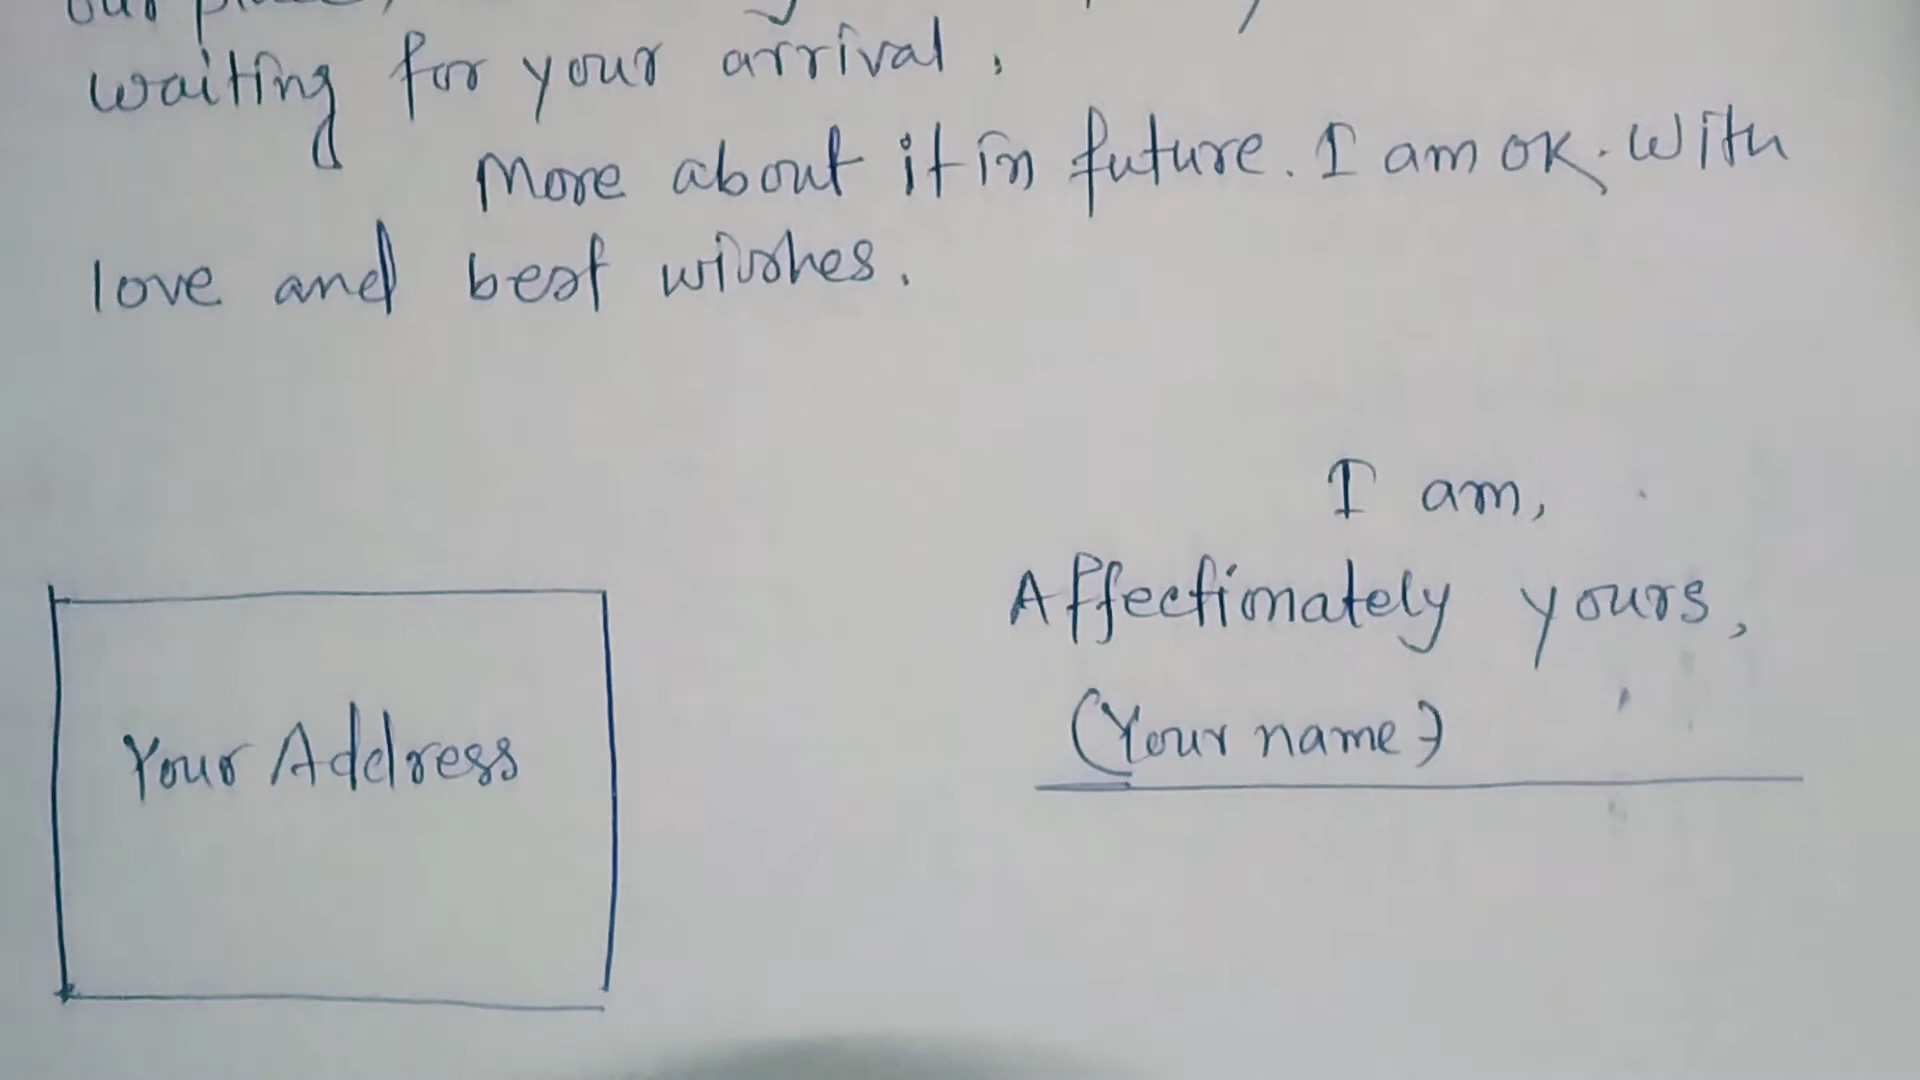 our
waiting for your arrival.
More about it in future. I am ok. With
love and best wishes.
I am,
Affectionately yours,
(Your name)
Your Address